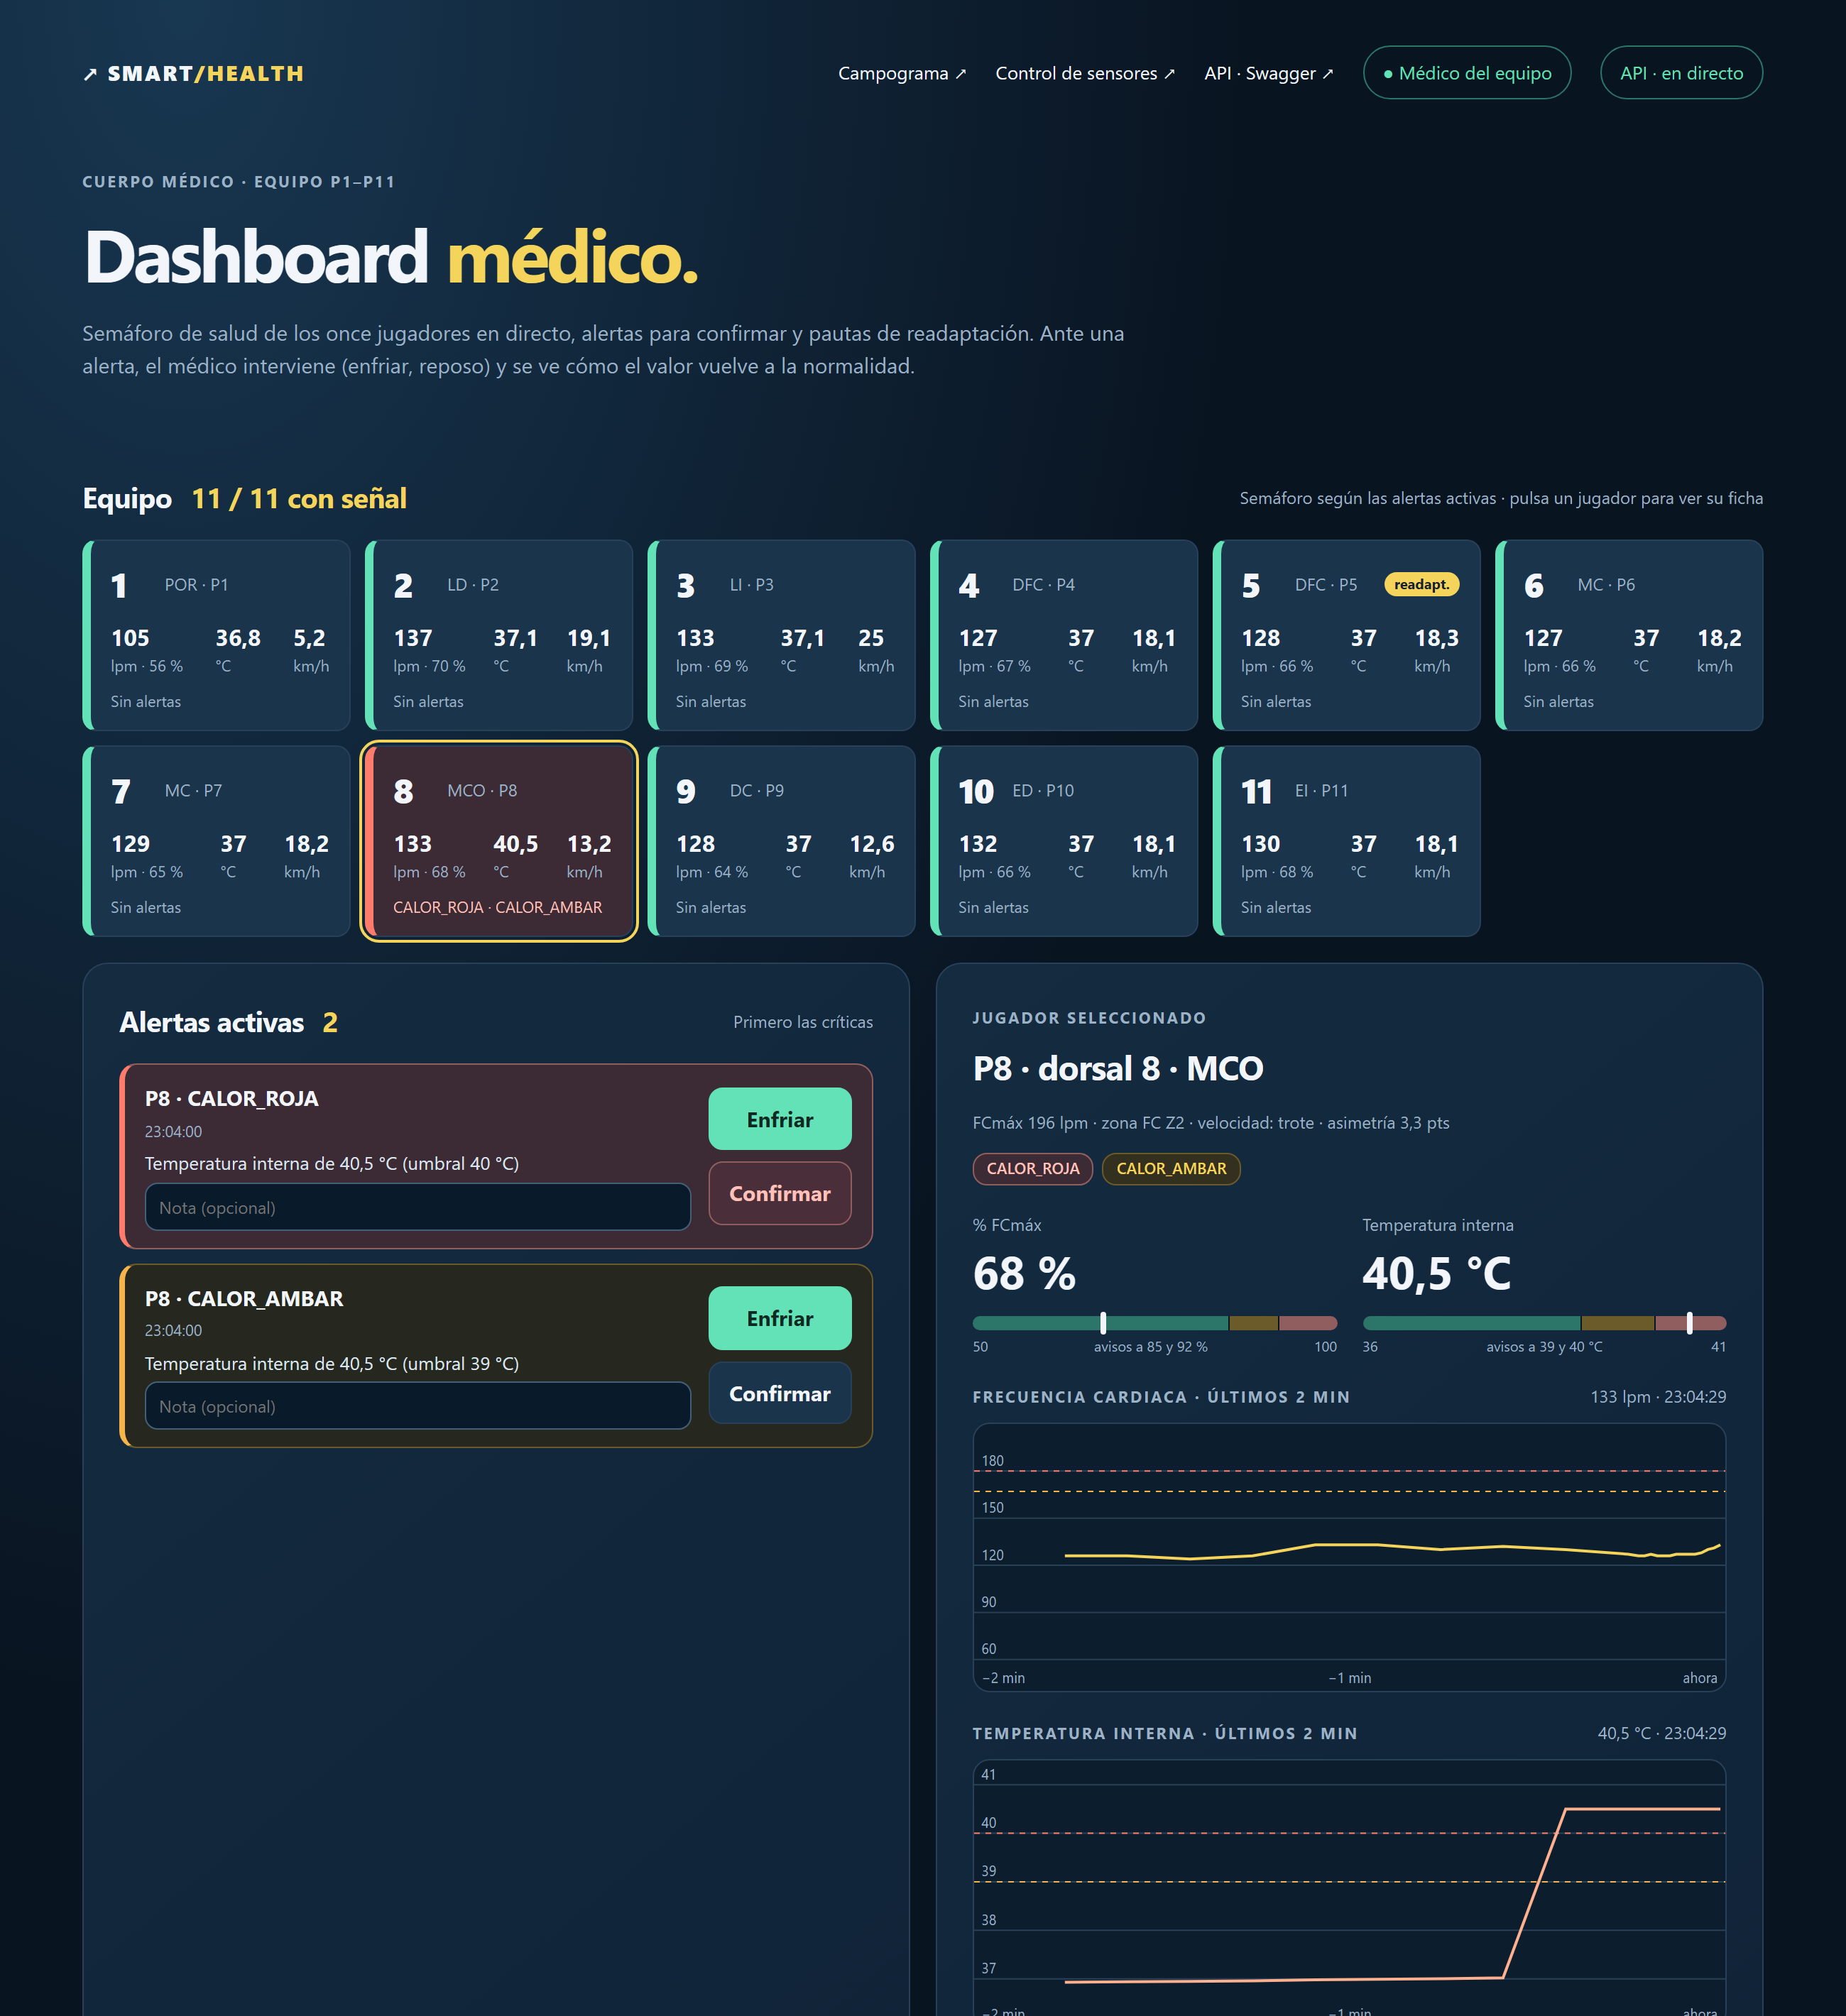 ↗ SMART/HEALTH
Campograma ↗ Control de sensores ↗ API · Swagger ↗ ● Médico del equipo API · en directo
CUERPO MÉDICO · EQUIPO P1–P11
Dashboard médico.
Semáforo de salud de los once jugadores en directo, alertas para confirmar y pautas de readaptación. Ante una
alerta, el médico interviene (enfriar, reposo) y se ve cómo el valor vuelve a la normalidad.
Equipo 11 / 11 con señal
Semáforo según las alertas activas · pulsa un jugador para ver su ficha
1 POR · P1
105 36,8 5,2
lpm · 56 % °C km/h
Sin alertas
2 LD · P2
137 37,1 19,1
lpm · 70 % °C km/h
Sin alertas
3 LI · P3
133 37,1 25
lpm · 69 % °C km/h
Sin alertas
4 DFC · P4
127 37 18,1
lpm · 67 % °C km/h
Sin alertas
5 DFC · P5 readapt.
128 37 18,3
lpm · 66 % °C km/h
Sin alertas
6 MC · P6
127 37 18,2
lpm · 66 % °C km/h
Sin alertas
7 MC · P7
129 37 18,2
lpm · 65 % °C km/h
Sin alertas
8 MCO · P8
133 40,5 13,2
lpm · 68 % °C km/h
CALOR_ROJA · CALOR_AMBAR
9 DC · P9
128 37 12,6
lpm · 64 % °C km/h
Sin alertas
10 ED · P10
132 37 18,1
lpm · 66 % °C km/h
Sin alertas
11 EI · P11
130 37 18,1
lpm · 68 % °C km/h
Sin alertas
Alertas activas 2
Primero las críticas
P8 · CALOR_ROJA
23:04:00
Temperatura interna de 40,5 °C (umbral 40 °C)
Nota (opcional)
Enfriar
Confirmar
P8 · CALOR_AMBAR
23:04:00
Temperatura interna de 40,5 °C (umbral 39 °C)
Nota (opcional)
Enfriar
Confirmar
JUGADOR SELECCIONADO
P8 · dorsal 8 · MCO
FCmáx 196 lpm · zona FC Z2 · velocidad: trote · asimetría 3,3 pts
CALOR_ROJA CALOR_AMBAR
% FCmáx
68 %
50 avisos a 85 y 92 % 100
Temperatura interna
40,5 °C
36 avisos a 39 y 40 °C 41
FRECUENCIA CARDIACA · ÚLTIMOS 2 MIN
133 lpm · 23:04:29
180
150
120
90
60
−2 min −1 min ahora
TEMPERATURA INTERNA · ÚLTIMOS 2 MIN
40,5 °C · 23:04:29
41
40
39
38
37
−2 min −1 min ahora